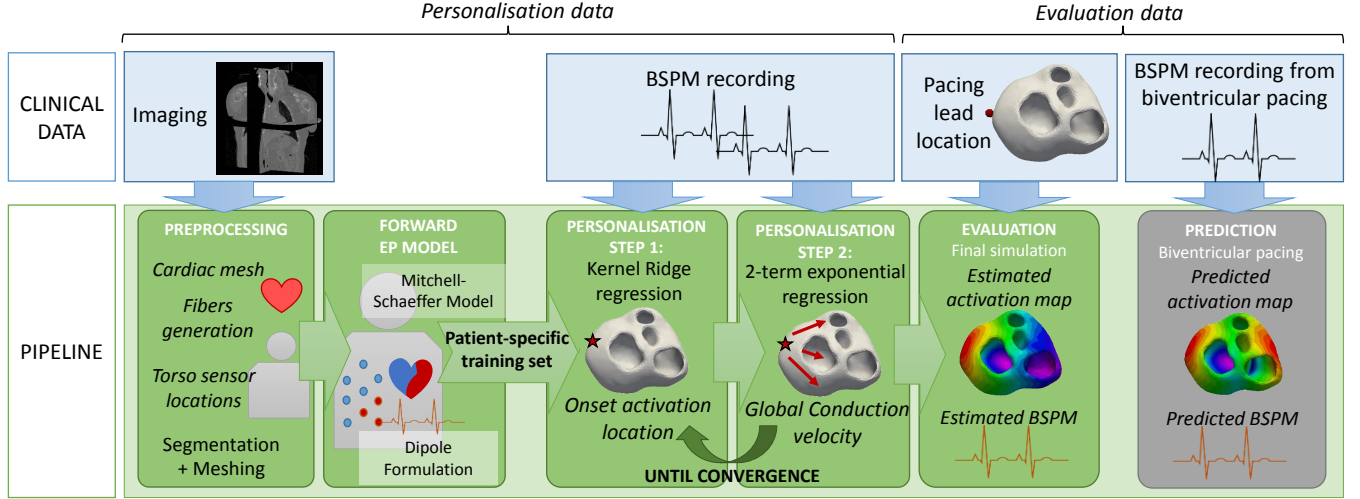 Personalisation data
Evaluation data
CLINICAL
DATA
Imaging
BSPM recording
Pacing
lead
location
BSPM recording from
biventricular pacing
PIPELINE
PREPROCESSING
Cardiac mesh
Fibers
generation
Torso sensor
locations
Segmentation
+ Meshing
FORWARD
EP MODEL
Mitchell-
Schaeffer Model
Patient-specific
training set
Dipole
Formulation
PERSONALISATION
STEP 1:
Kernel Ridge
regression
Onset activation
location
PERSONALISATION
STEP 2:
2-term exponential
regression
Global Conduction
velocity
UNTIL CONVERGENCE
EVALUATION
Final simulation
Estimated
activation map
Estimated BSPM
PREDICTION
Biventricular pacing
Predicted
activation map
Predicted BSPM